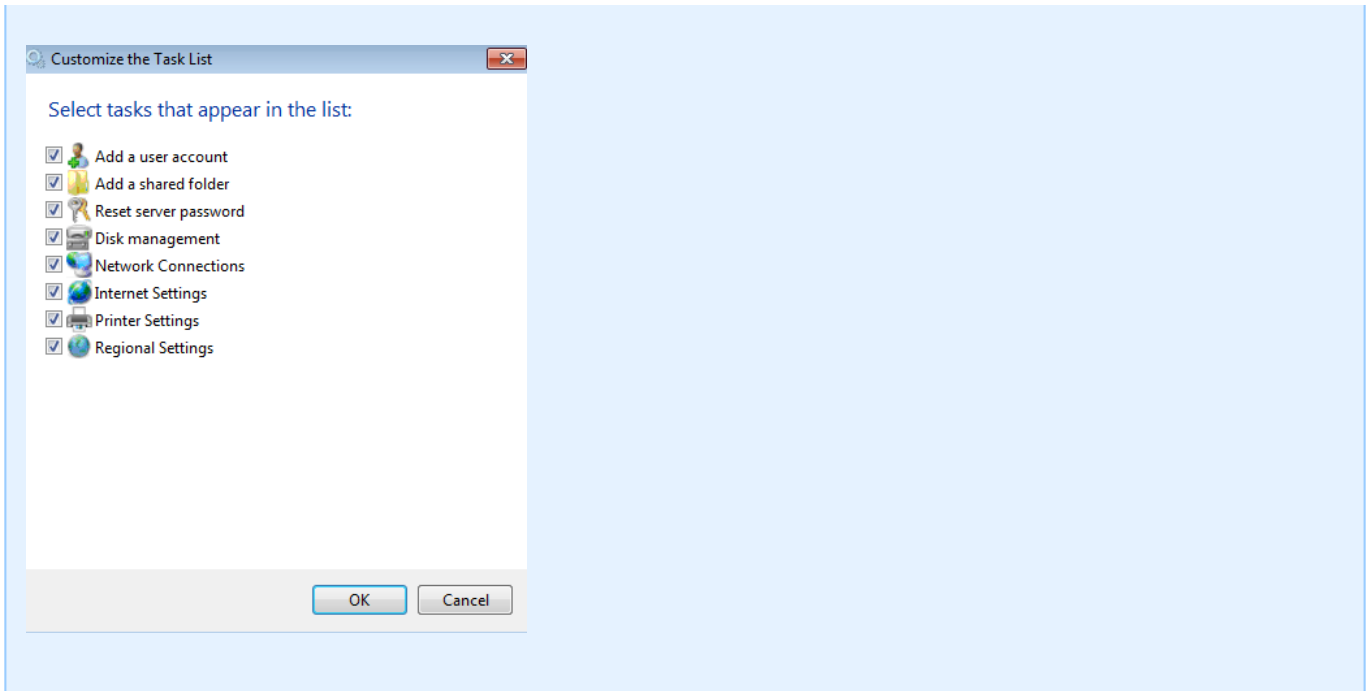 Customize the Task List
Select tasks that appear in the list:
Add a user account
Add a shared folder
Reset server password
Disk management
Network Connections
Internet Settings
Printer Settings
Regional Settings
OK Cancel